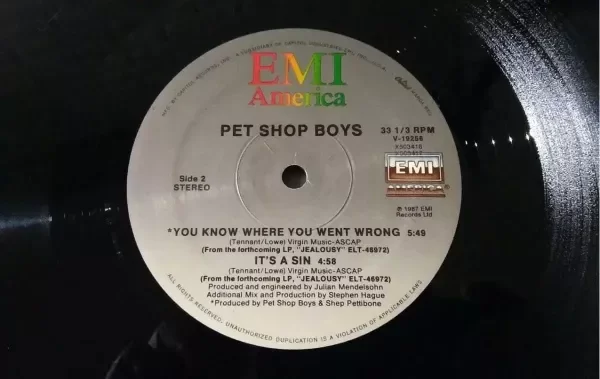 EMI
America
PET SHOP BOYS
33 1/3 RPM
V-19256
X503416
Side 2
STEREO
EMI
AMERICA
℗ 1987 EMI
Records Ltd
*YOU KNOW WHERE YOU WENT WRONG 5:49
(Tennant/Lowe) Virgin Music-ASCAP
(From the forthcoming LP, "JEALOUSY" ELT-46972)
IT'S A SIN 4:58
(Tennant/Lowe) Virgin Music-ASCAP
(From the forthcoming LP, "JEALOUSY" ELT-46972)
Produced and engineered by Julian Mendelsohn
Additional Mix and Production by Stephen Hague
*Produced by Pet Shop Boys & Shep Pettibone
ALL RIGHTS RESERVED. UNAUTHORIZED DUPLICATION IS A VIOLATION OF APPLICABLE LAWS